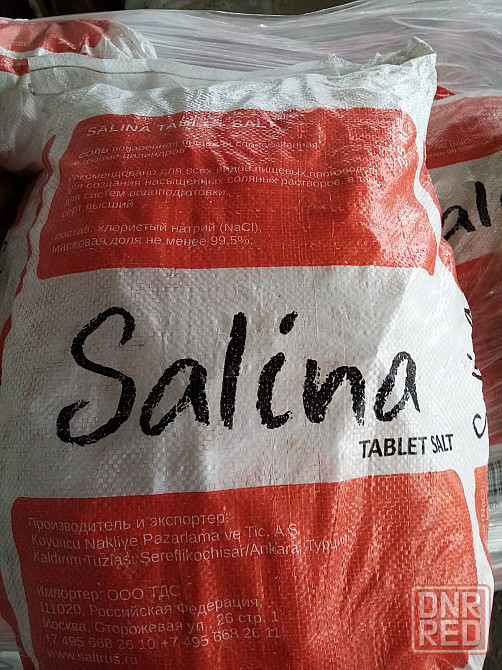 SALINA TABLET SALT
соль поваренная пищевая
в форме цилиндров
рекомендовано для всех видов пищевых производств
для создания насыщенных соляных растворов, а также
для систем водоподготовки.
сорт высший
состав: хлористый натрий (NaCl),
массовая доля не менее 99.5%;
Salina
TABLET SALT
Производитель и экспортер:
Koyuncu Nakliye Pazarlama ve Tic. A.S.
Kaldırım Tuzlası: Sereflikochisar/Ankara, Турция
Импортер: ООО ТДС
111020, Российская Федерация,
Москва, Сторожевая ул., 26 стр. 1
+7 495 668 26 10 +7 495 668 26 11
www.saltrus.ru
DNR
RED